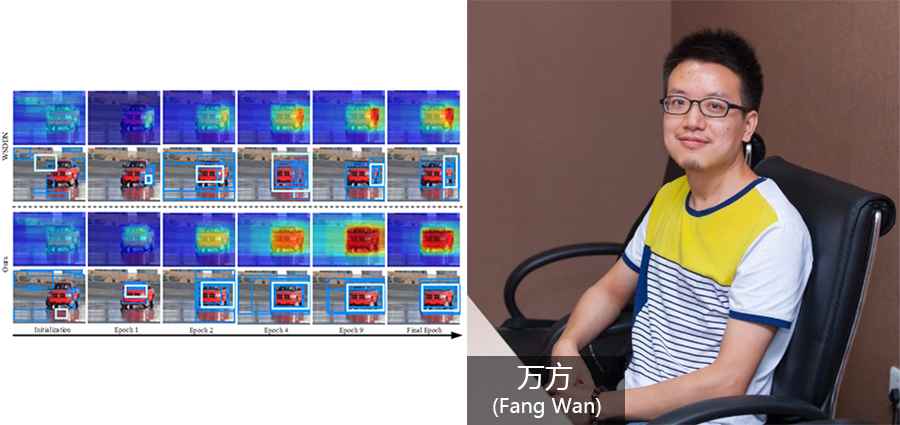 WSDDN
Ours
Initialization
Epoch 1
Epoch 2
Epoch 4
Epoch 9
Final Epoch
万方
(Fang Wan)